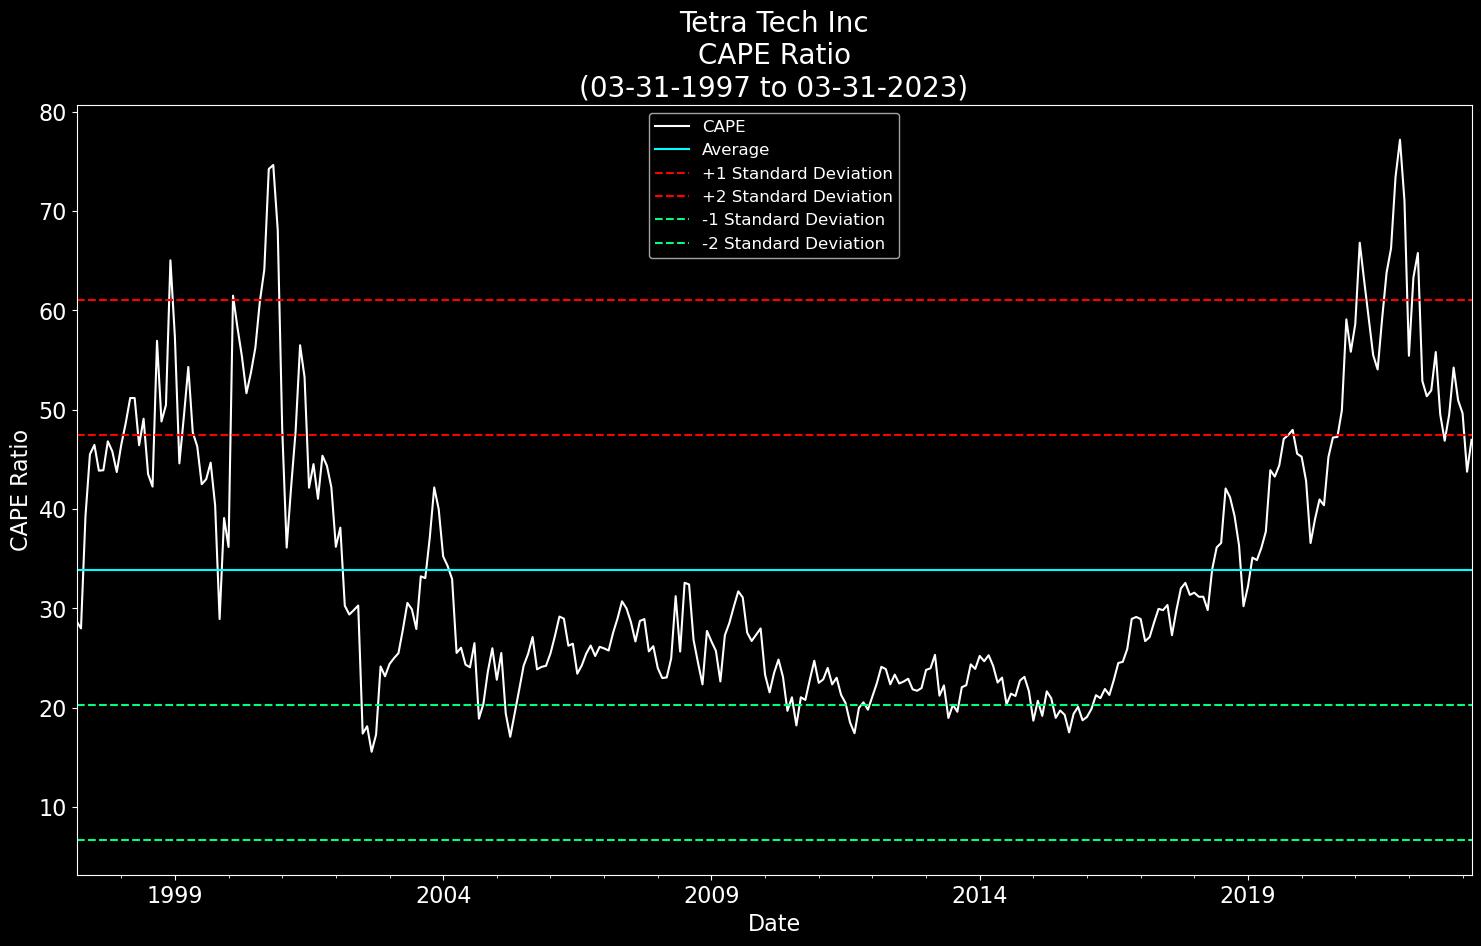 Tetra Tech Inc
CAPE Ratio
(03-31-1997 to 03-31-2023)
CAPE
Average
+1 Standard Deviation
+2 Standard Deviation
-1 Standard Deviation
-2 Standard Deviation
80
70
60
50
40
30
20
10
CAPE Ratio
1999 2004 2009 2014 2019
Date